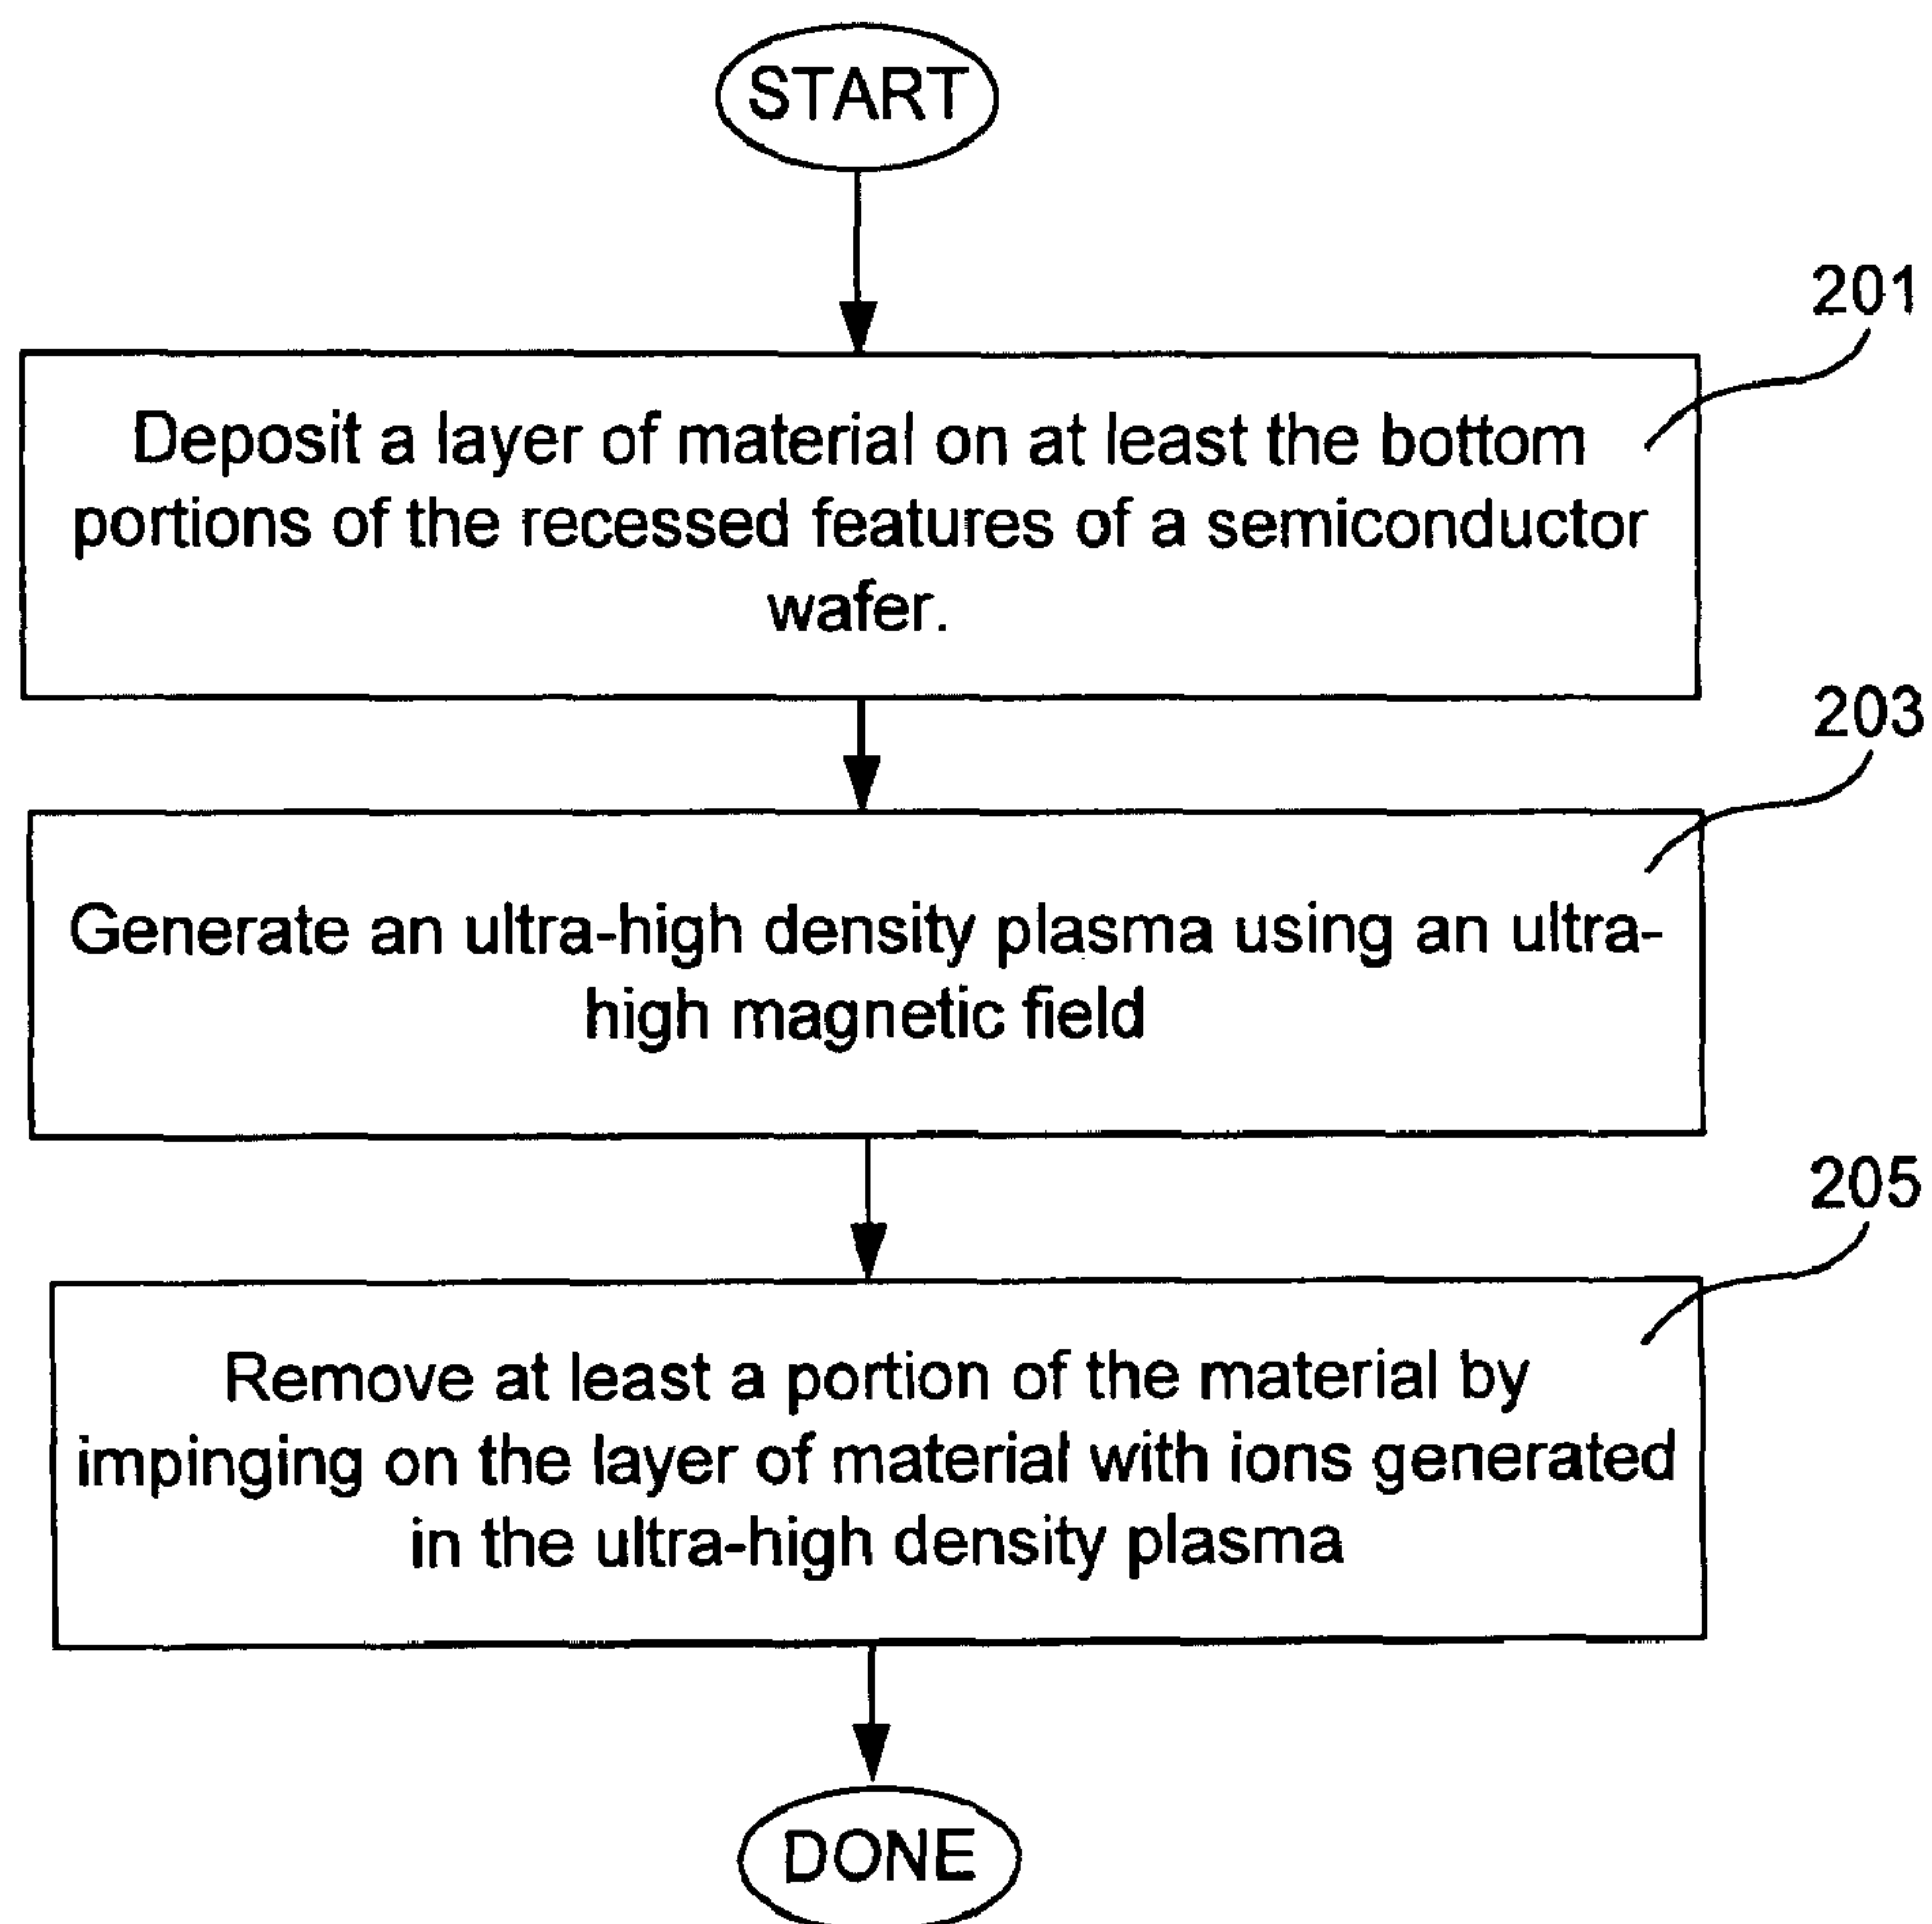 START
201
Deposit a layer of material on at least the bottom
portions of the recessed features of a semiconductor
wafer.
203
Generate an ultra-high density plasma using an ultra-
high magnetic field
205
Remove at least a portion of the material by
impinging on the layer of material with ions generated
in the ultra-high density plasma
DONE